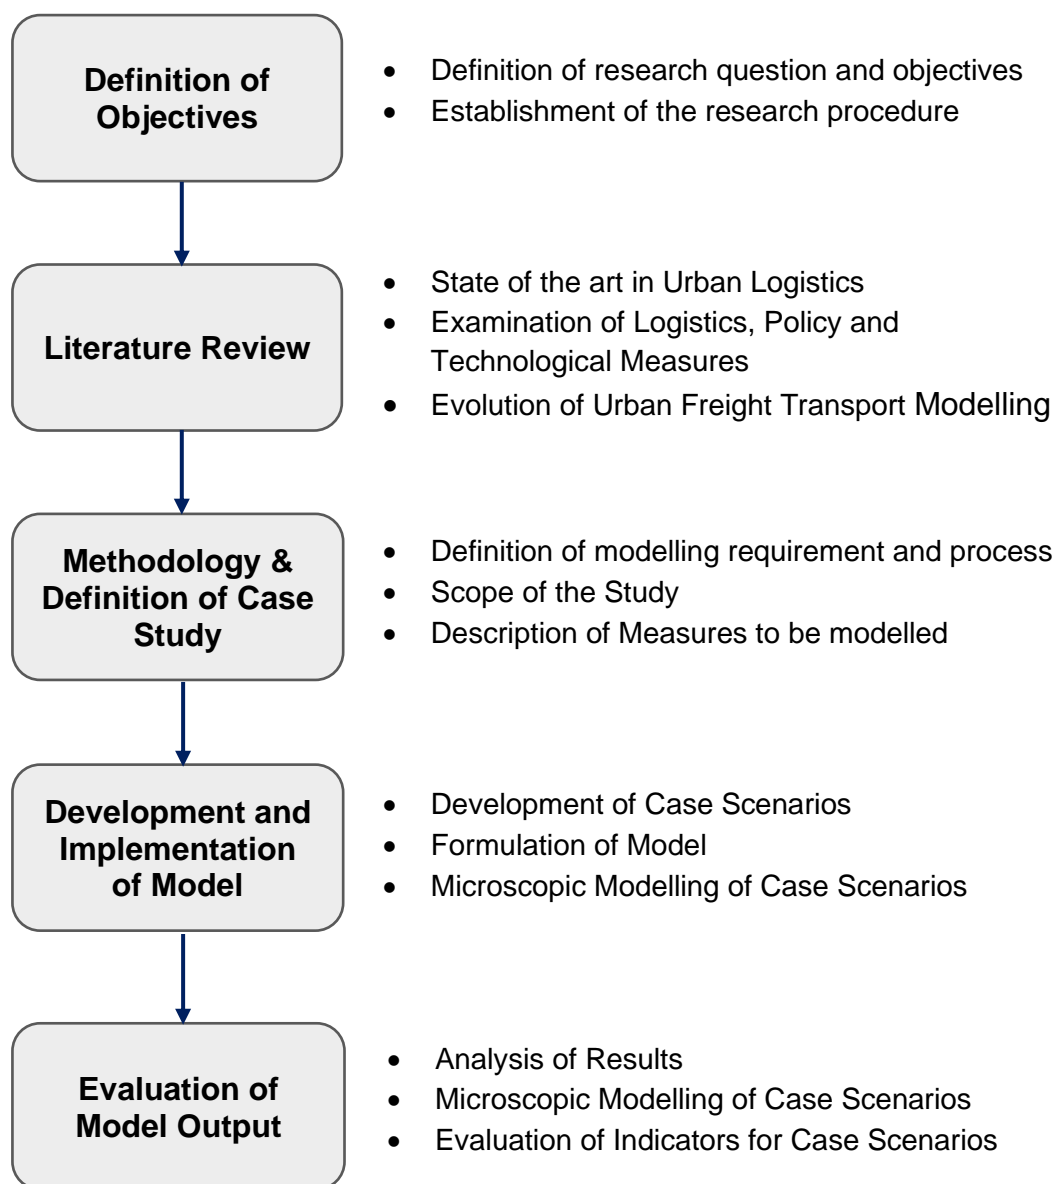 Definition of
Objectives
• Definition of research question and objectives
• Establishment of the research procedure
Literature Review
• State of the art in Urban Logistics
• Examination of Logistics, Policy and
Technological Measures
• Evolution of Urban Freight Transport Modelling
Methodology &
Definition of Case
Study
• Definition of modelling requirement and process
• Scope of the Study
• Description of Measures to be modelled
Development and
Implementation
of Model
• Development of Case Scenarios
• Formulation of Model
• Microscopic Modelling of Case Scenarios
Evaluation of
Model Output
• Analysis of Results
• Microscopic Modelling of Case Scenarios
• Evaluation of Indicators for Case Scenarios